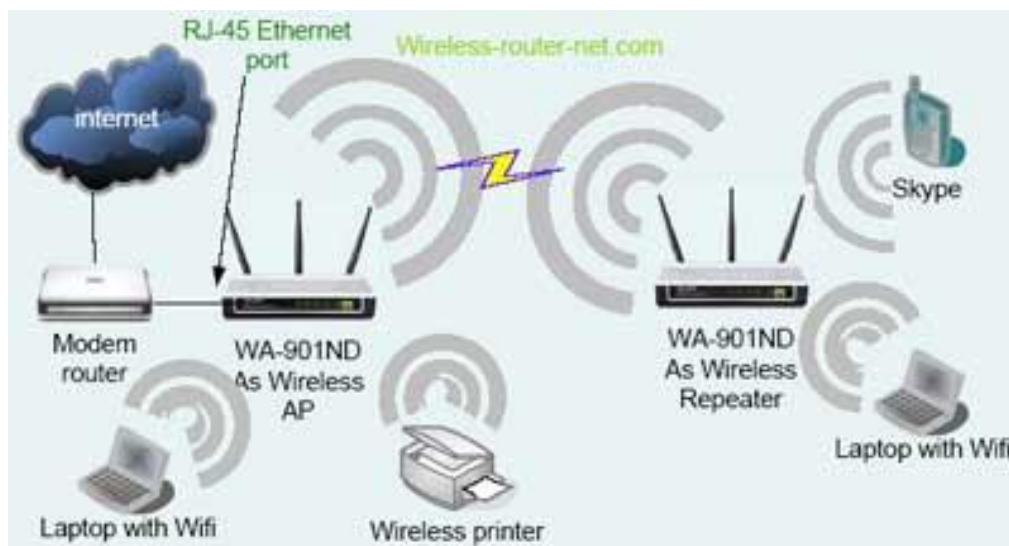 RJ-45 Ethernet
port
Wireless-router-net.com
internet
Skype
Modem
router
WA-901ND
As Wireless
AP
WA-901ND
As Wireless
Repeater
Laptop with Wifi
Wireless printer
Laptop with Wifi